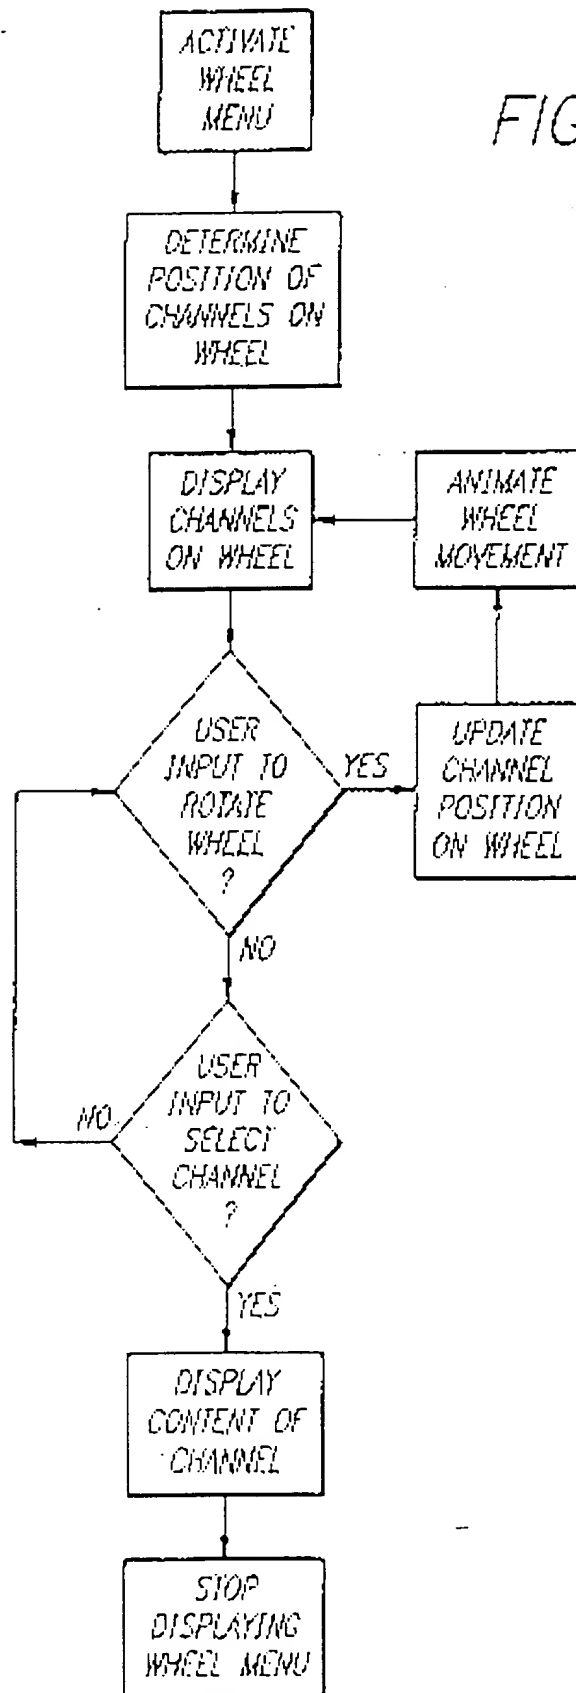 ACTIVATE
WHEEL
MENU
FIG
DETERMINE
POSITION OF
CHANNELS ON
WHEEL
DISPLAY
CHANNELS
ON WHEEL
ANIMATE
WHEEL
MOVEMENT
USER
INPUT TO
ROTATE
WHEEL
?
YES
UPDATE
CHANNEL
POSITION
ON WHEEL
NO
USER
INPUT TO
SELECT
CHANNEL
?
NO
YES
DISPLAY
CONTENT OF
CHANNEL
STOP
DISPLAYING
WHEEL MENU